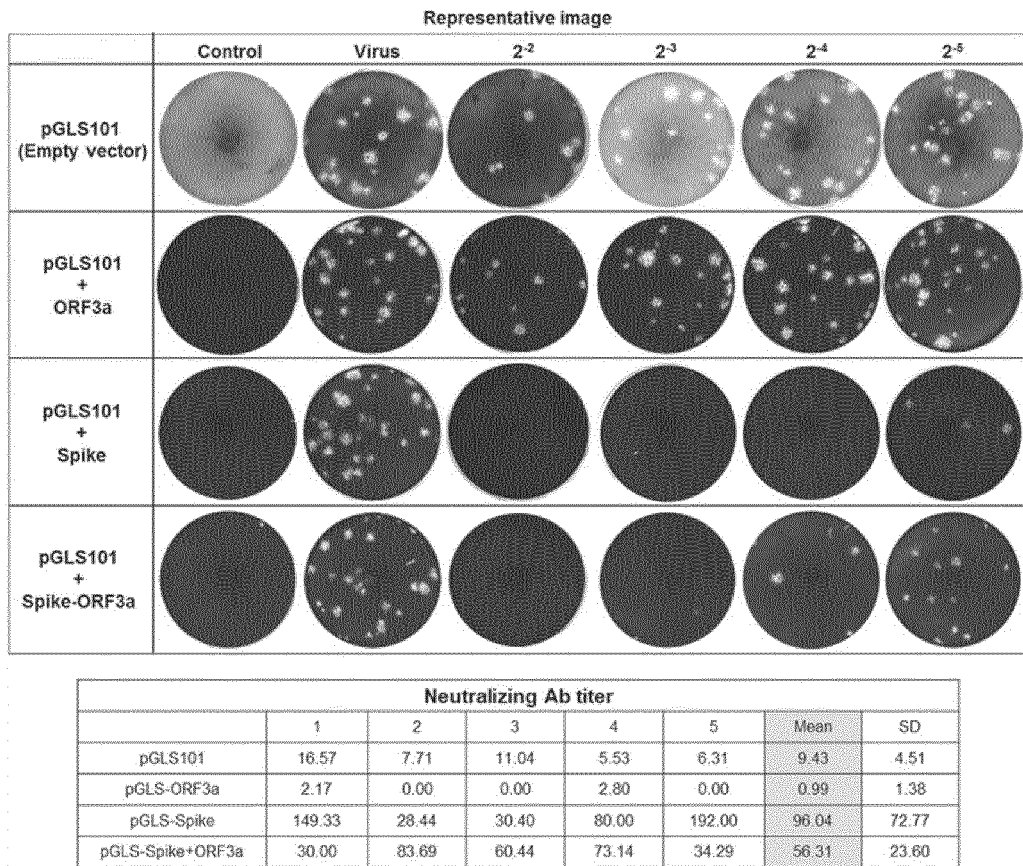 Representative image
Control Virus 2-2 2-3 2-4 2-5
pGLS101
(Empty vector)
pGLS101
+
ORF3a
pGLS101
+
Spike
pGLS101
+
Spike-ORF3a
Neutralizing Ab titer
1 2 3 4 5 Mean SD
pGLS101 16.57 7.71 11.04 5.53 6.31 9.43 4.51
pGLS-ORF3a 2.17 0.00 0.00 2.80 0.00 0.99 1.38
pGLS-Spike 149.33 28.44 30.40 80.00 192.00 96.04 72.77
pGLS-Spike+ORF3a 30.00 83.69 60.44 73.14 34.29 56.31 23.60